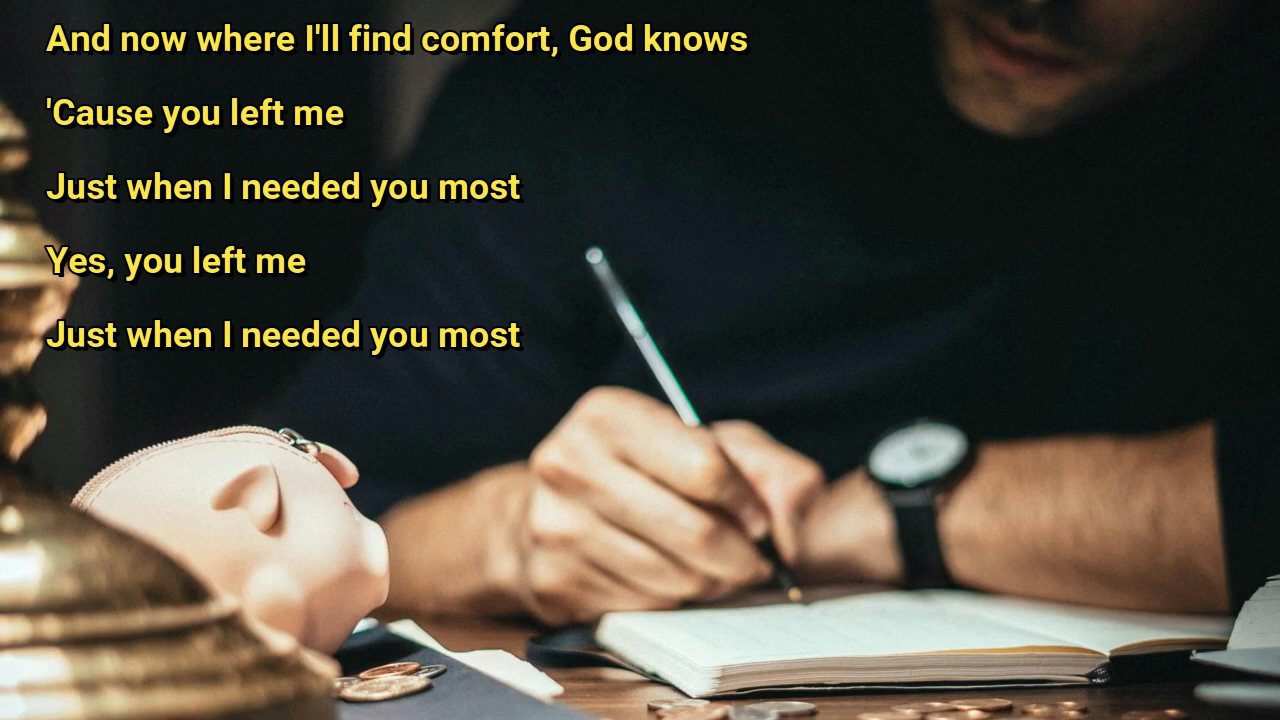 And now where I'll find comfort, God knows
'Cause you left me
Just when I needed you most
Yes, you left me
Just when I needed you most